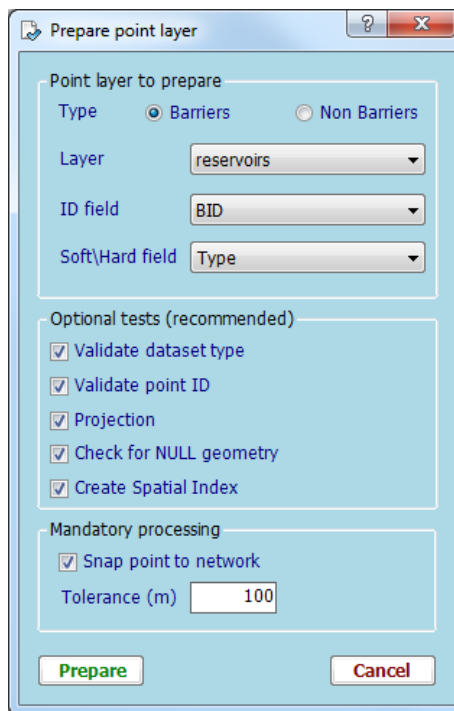 Prepare point layer
Point layer to prepare
Type Barriers Non Barriers
Layer reservoirs
ID field BID
Soft\Hard field Type
Optional tests (recommended)
Validate dataset type
Validate point ID
Projection
Check for NULL geometry
Create Spatial Index
Mandatory processing
Snap point to network
Tolerance (m) 100
Prepare Cancel